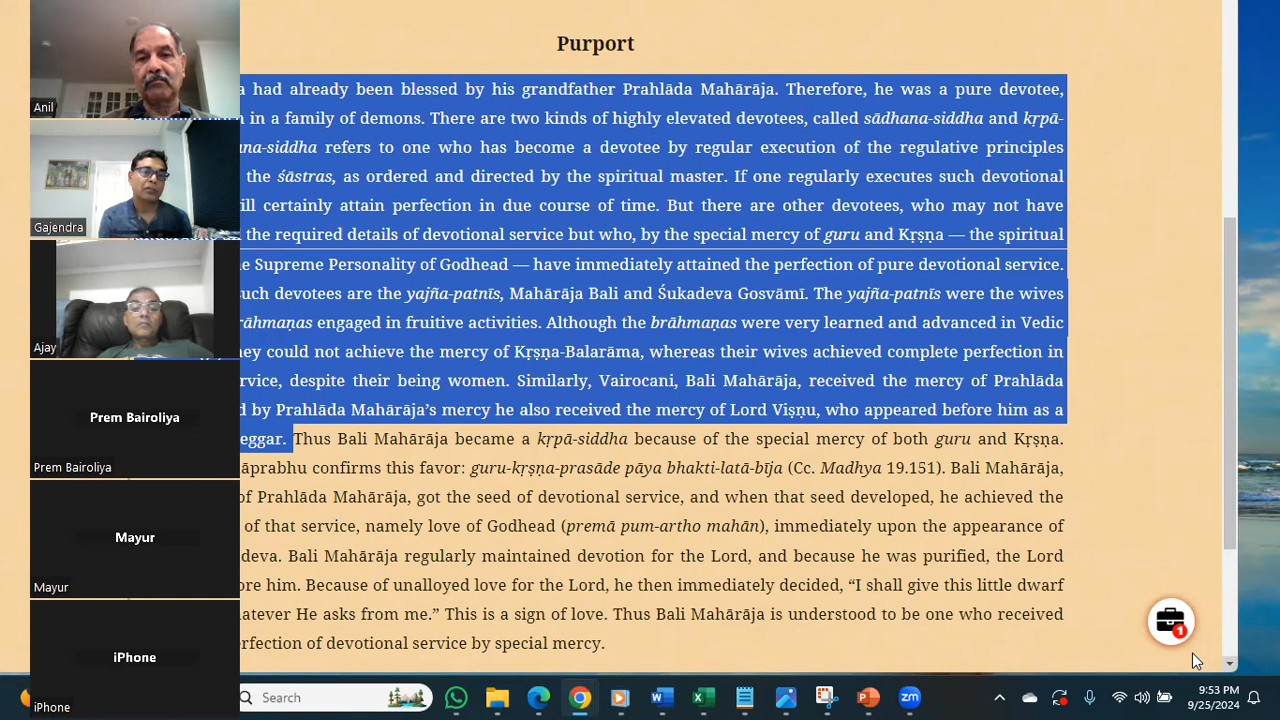 Purport
a had already been blessed by his grandfather Prahlāda Mahārāja. Therefore, he was a pure devotee,
in a family of demons. There are two kinds of highly elevated devotees, called sādhana-siddha and kṛpā-
na-siddha refers to one who has become a devotee by regular execution of the regulative principles
the śāstras, as ordered and directed by the spiritual master. If one regularly executes such devotional
ill certainly attain perfection in due course of time. But there are other devotees, who may not have
the required details of devotional service but who, by the special mercy of guru and Kṛṣṇa — the spiritual
e Supreme Personality of Godhead — have immediately attained the perfection of pure devotional service.
such devotees are the yajña-patnīs, Mahārāja Bali and Śukadeva Gosvāmī. The yajña-patnīs were the wives
rāhmaṇas engaged in fruitive activities. Although the brāhmaṇas were very learned and advanced in Vedic
ey could not achieve the mercy of Kṛṣṇa-Balarāma, whereas their wives achieved complete perfection in
rvice, despite their being women. Similarly, Vairocani, Bali Mahārāja, received the mercy of Prahlāda
d by Prahlāda Mahārāja’s mercy he also received the mercy of Lord Viṣṇu, who appeared before him as a
eggar. Thus Bali Mahārāja became a kṛpā-siddha because of the special mercy of both guru and Kṛṣṇa.
āprabhu confirms this favor: guru-kṛṣṇa-prasāde pāya bhakti-latā-bīja (Cc. Madhya 19.151). Bali Mahārāja,
of Prahlāda Mahārāja, got the seed of devotional service, and when that seed developed, he achieved the
of that service, namely love of Godhead (premā pum-artho mahān), immediately upon the appearance of
deva. Bali Mahārāja regularly maintained devotion for the Lord, and because he was purified, the Lord
ore him. Because of unalloyed love for the Lord, he then immediately decided, “I shall give this little dwarf
atever He asks from me.” This is a sign of love. Thus Bali Mahārāja is understood to be one who received
erfection of devotional service by special mercy.
Anil
Gajendra
Ajay
Prem Bairoliya
Prem Bairoliya
Mayur
Mayur
iPhone
iPhone
1
Search
9:53 PM
9/25/2024